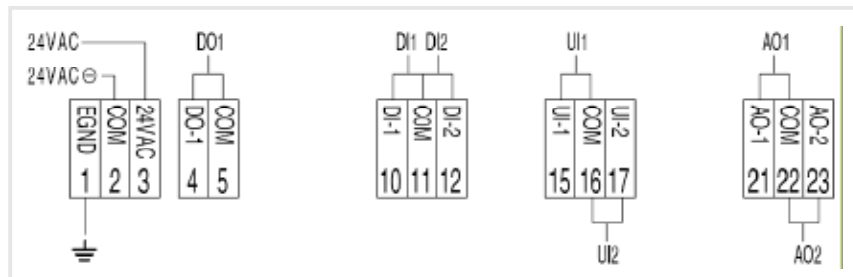 24VAC DO1 DI1 DI2 UI1 AO1
24VAC⊖
EGND COM 24VAC DO-1 COM DI-1 COM DI-2 UI-1 COM UI-2 AO-1 COM AO-2
1 2 3 4 5 10 11 12 15 16 17 21 22 23
UI2 AO2